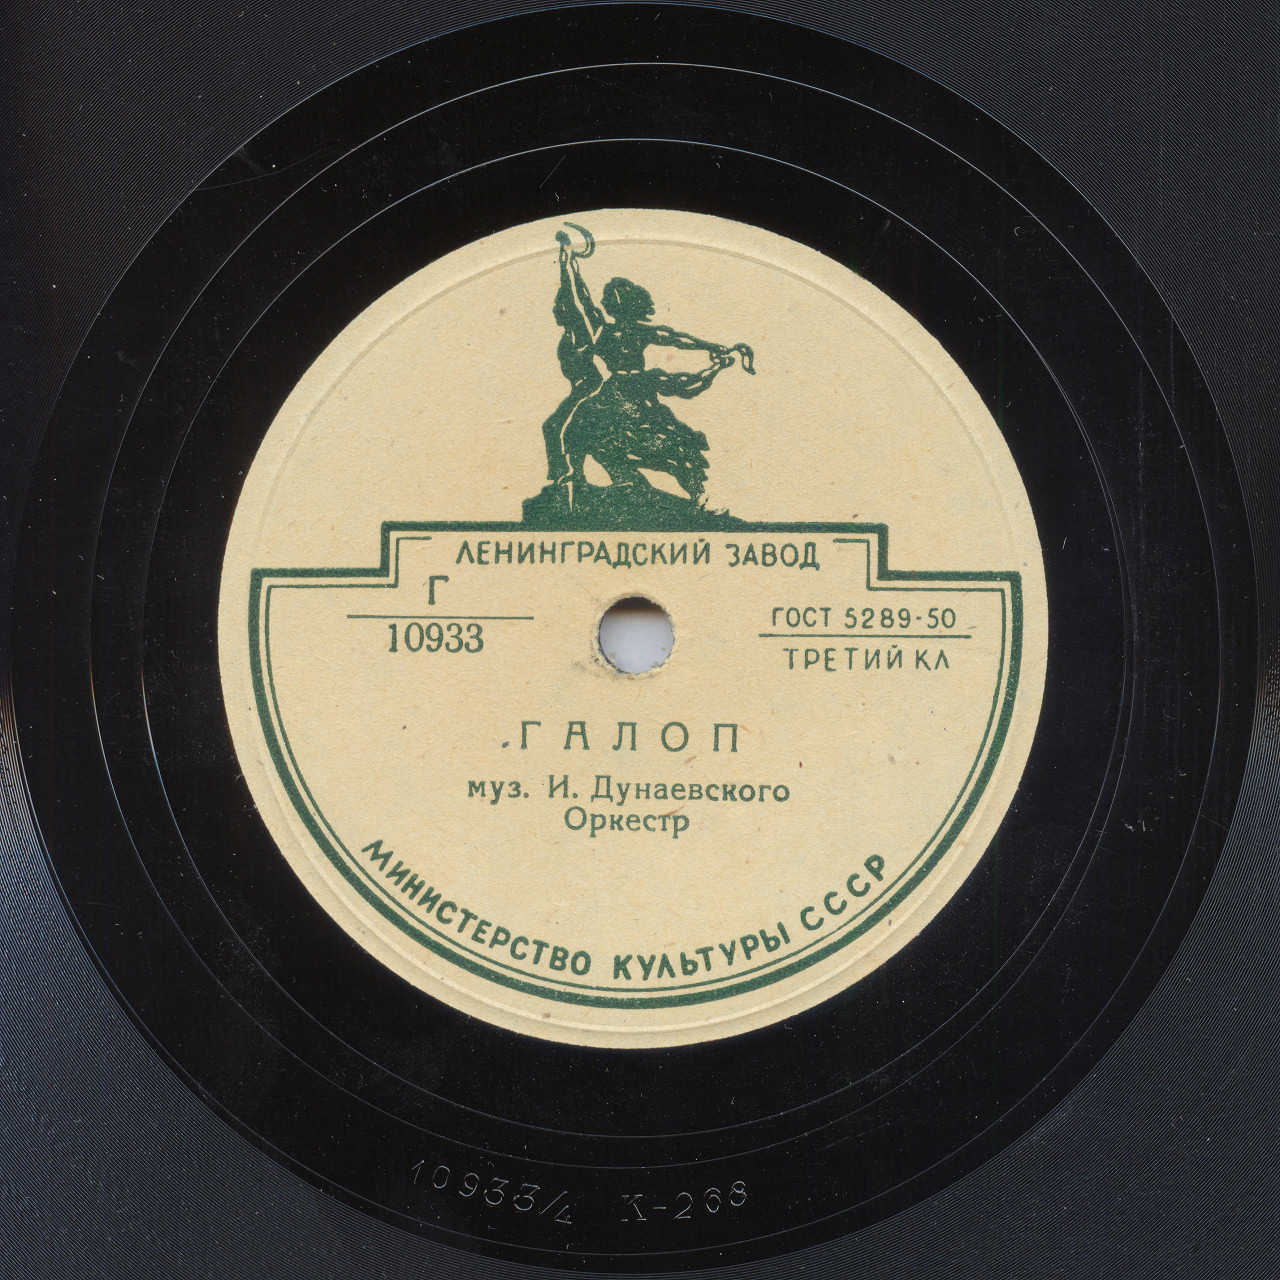 ЛЕНИНГРАДСКИЙ ЗАВОД
Г
10933
ГОСТ 5289-50
ТРЕТИЙ КЛ
ГАЛОП
муз. И. Дунаевского
Оркестр
МИНИСТЕРСТВО КУЛЬТУРЫ СССР
10933/4 К-268